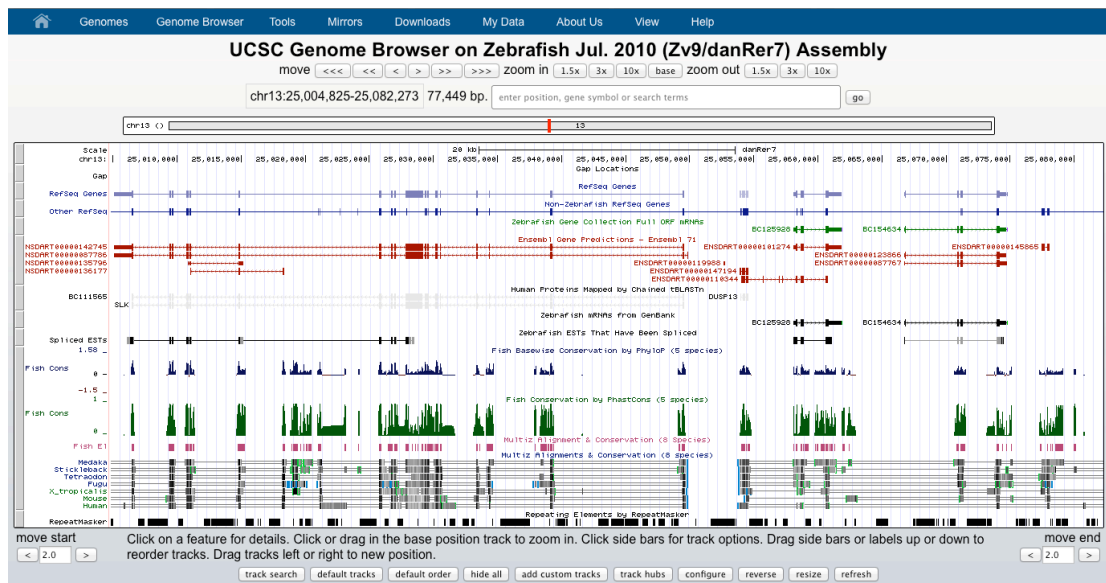 Genomes Genome Browser Tools Mirrors Downloads My Data About Us View Help
UCSC Genome Browser on Zebrafish Jul. 2010 (Zv9/danRer7) Assembly
move <<< << < > >> >>> zoom in 1.5x 3x 10x base zoom out 1.5x 3x 10x
chr13:25,004,825-25,082,273 77,449 bp. enter position, gene symbol or search terms go
chr13 () 13
Scale 20 kb danRer7
chr13: 25,010,000 25,015,000 25,020,000 25,025,000 25,030,000 25,035,000 25,040,000 25,045,000 25,050,000 25,055,000 25,060,000 25,065,000 25,070,000 25,075,000 25,080,000
Gap Gap Locations
RefSeq Genes
RefSeq Genes
Non-Zebrafish RefSeq Genes
Other RefSeq
Zebrafish Gene Collection Full ORF mRNAs
BC125928 BC154634
Ensembl Gene Predictions - Ensembl 71
NSDART00000142745 ENSDART00000101274 ENSDART00000145865
NSDART00000087786 ENSDART00000123866
NSDART00000135796 ENSDART00000119988 ENSDART00000087767
NSDART00000136177 ENSDART00000147194
ENSDART00000110344
Human Proteins Mapped by Chained tBLASTn
BC111565 DUSP13
SLK
Zebrafish mRNAs from GenBank
BC125928 BC154634
Zebrafish ESTs That Have Been Spliced
Spliced ESTs
1.58 _ Fish Basewise Conservation by PhyloP (5 species)
Fish Cons
0 -
-1.5 _
1 _ Fish Conservation by PhastCons (5 species)
Fish Cons
0 _
Multiz Alignment & Conservation (8 Species)
Fish El
Multiz Alignments & Conservation (8 species)
Medaka
Stickleback
Tetraodon
Fugu
X_tropicalis
Mouse
Human
Repeating Elements by RepeatMasker
RepeatMasker
move start Click on a feature for details. Click or drag in the base position track to zoom in. Click side bars for track options. Drag side bars or labels up or down to move end
< 2.0 > reorder tracks. Drag tracks left or right to new position. < 2.0 >
track search default tracks default order hide all add custom tracks track hubs configure reverse resize refresh